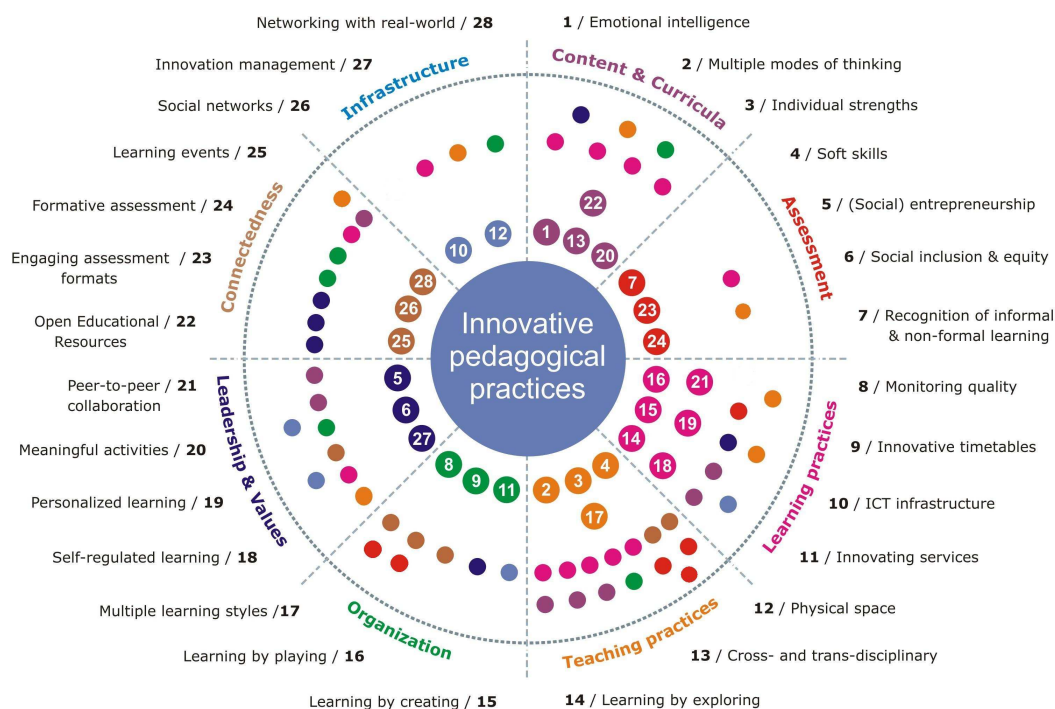 Networking with real-world / 28
Innovation management / 27
Social networks / 26
Learning events / 25
Formative assessment / 24
Engaging assessment / 23
formats
Open Educational / 22
Resources
Peer-to-peer / 21
collaboration
Meaningful activities / 20
Personalized learning / 19
Self-regulated learning / 18
Multiple learning styles /17
Learning by playing / 16
Learning by creating / 15
1 / Emotional intelligence
2 / Multiple modes of thinking
3 / Individual strengths
4 / Soft skills
5 / (Social) entrepreneurship
6 / Social inclusion & equity
7 / Recognition of informal
& non-formal learning
8 / Monitoring quality
9 / Innovative timetables
10 / ICT infrastructure
11 / Innovating services
12 / Physical space
13 / Cross- and trans-disciplinary
14 / Learning by exploring
Infrastructure
10
12
Content & Curricula
22
1
13
20
Assessment
7
23
24
Learning practices
16
21
15
19
14
18
Teaching practices
2
3
4
17
Organization
8
9
11
Leadership & Values
5
6
27
Connectedness
28
26
25
Innovative
pedagogical
practices